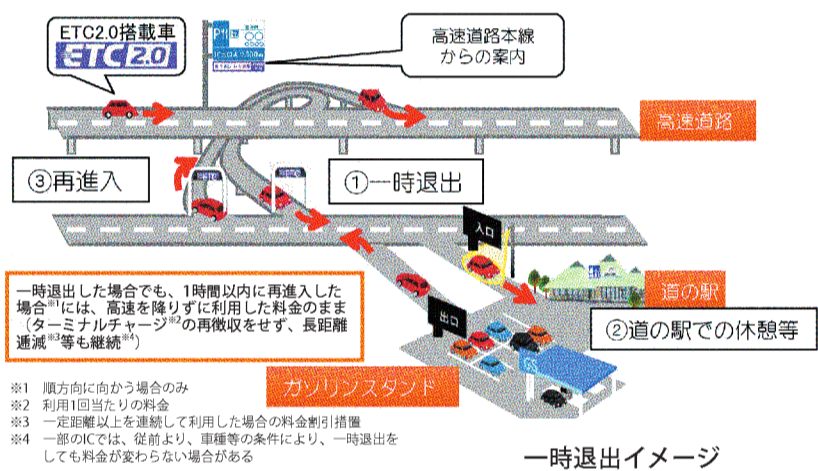 ETC2.0搭載車
ETC 2.0
高速道路本線
からの案内
高速道路
③再進入
①一時退出
入口
道の駅
②道の駅での休憩等
出口
ガソリンスタンド
一時退出した場合でも、1時間以内に再進入した
場合※1には、高速を降りずに利用した料金のまま
(ターミナルチャージ※2の再徴収をせず、長距離
逓減※3等も継続※4)
※1 順方向に向かう場合のみ
※2 利用1回当たりの料金
※3 一定距離以上を連続して利用した場合の料金割引措置
※4 一部のICでは、従前より、車種等の条件により、一時退出を
しても料金が変わらない場合がある
一時退出イメージ